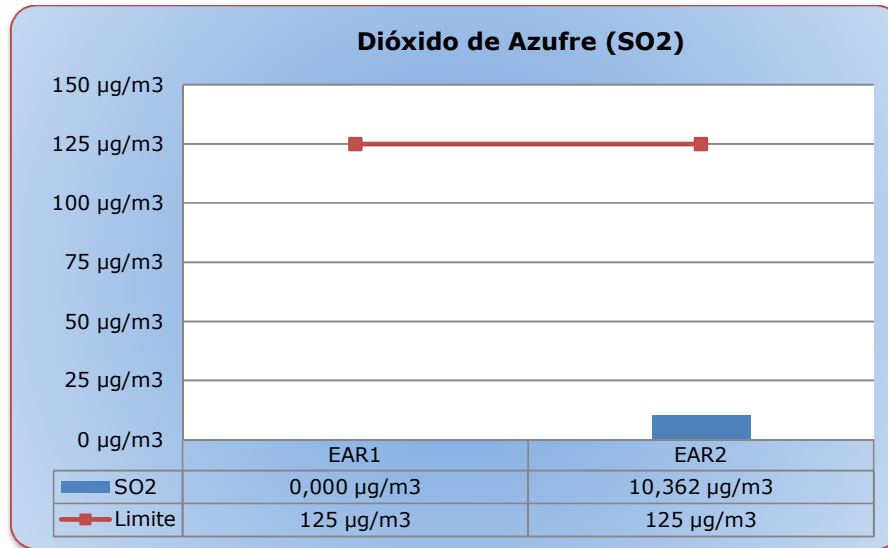 Dióxido de Azufre (SO2)
150 µg/m3
125 µg/m3
100 µg/m3
75 µg/m3
50 µg/m3
25 µg/m3
0 µg/m3
EAR1 EAR2
SO2 0,000 µg/m3 10,362 µg/m3
Limite 125 µg/m3 125 µg/m3